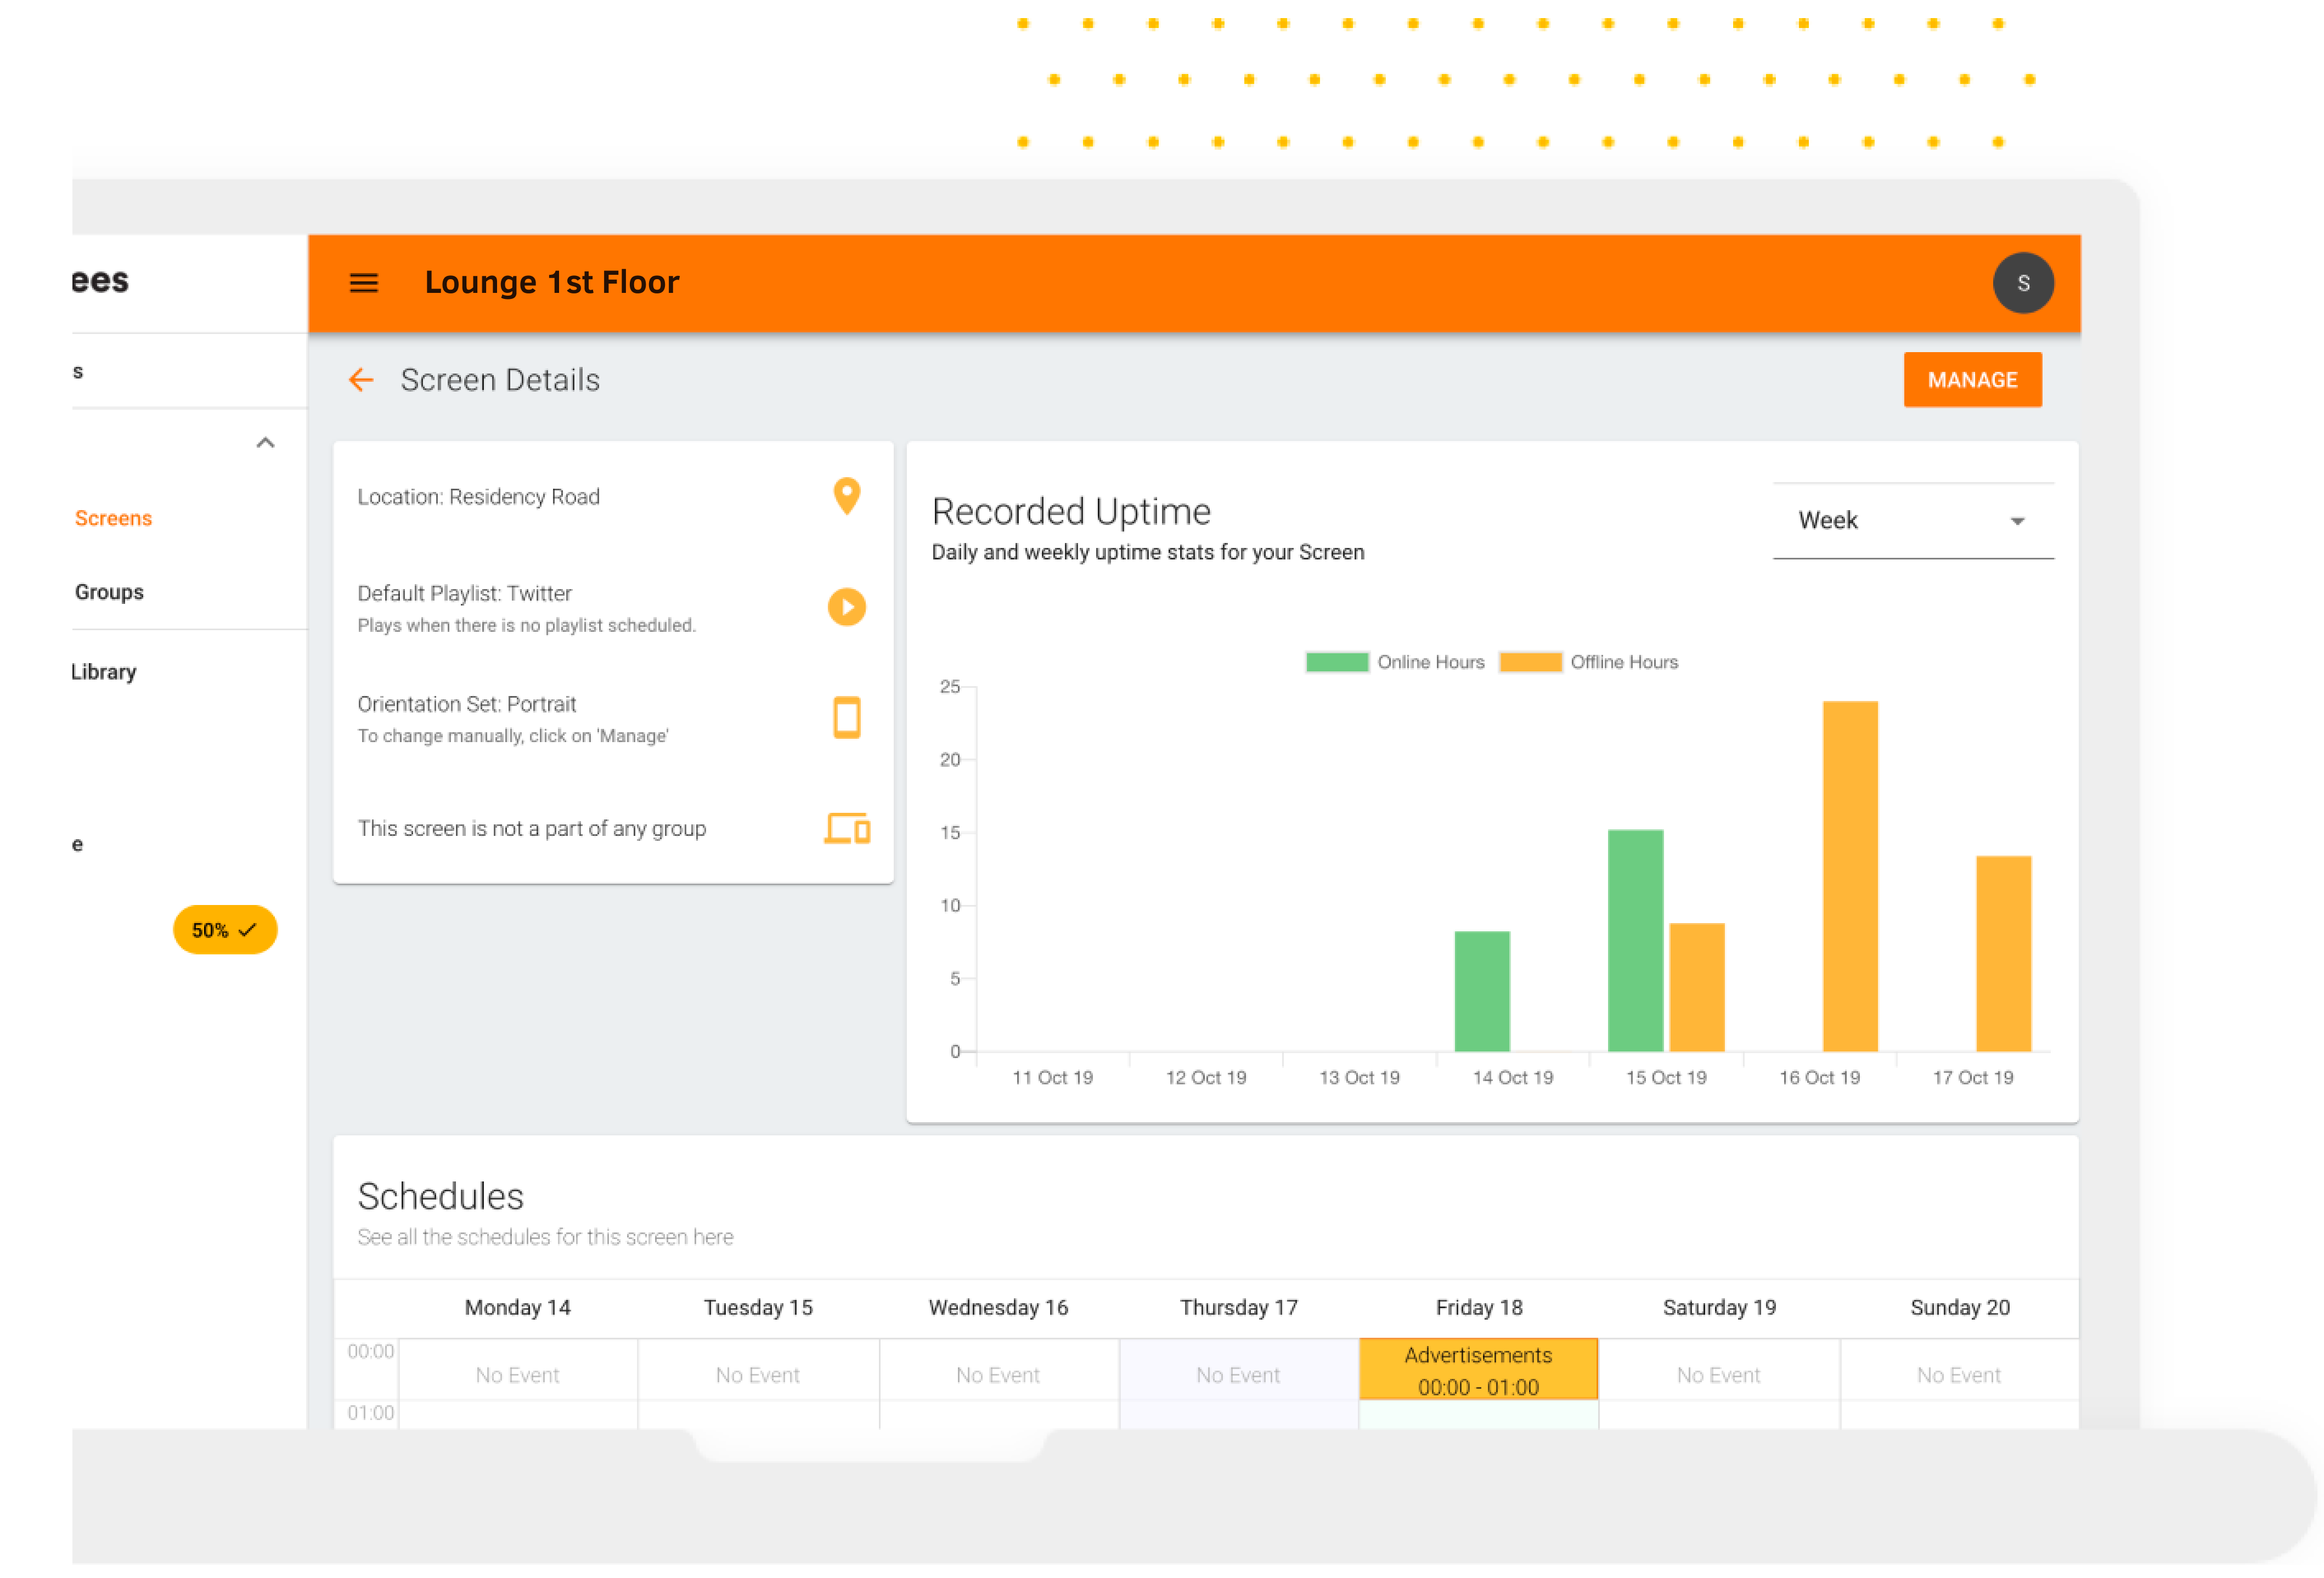 ees
s
Screens
Groups
Library
e
50%
Lounge 1st Floor
S
Screen Details
MANAGE
Location: Residency Road
Default Playlist: Twitter
Plays when there is no playlist scheduled.
Orientation Set: Portrait
To change manually, click on 'Manage'
This screen is not a part of any group
Recorded Uptime
Daily and weekly uptime stats for your Screen
Week
Online Hours Offline Hours
25
20
15
10
5
0
11 Oct 19 12 Oct 19 13 Oct 19 14 Oct 19 15 Oct 19 16 Oct 19 17 Oct 19
Schedules
See all the schedules for this screen here
Monday 14 Tuesday 15 Wednesday 16 Thursday 17 Friday 18 Saturday 19 Sunday 20
00:00
No Event No Event No Event No Event Advertisements No Event No Event
00:00 - 01:00
01:00